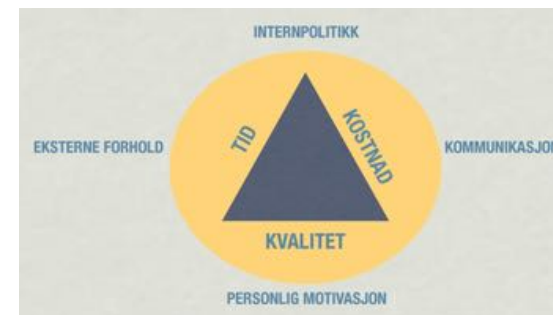 INTERNPOLITIKK
TID
KOSTNAD
EKSTERNE FORHOLD
KOMMUNIKASJON
KVALITET
PERSONLIG MOTIVASJON